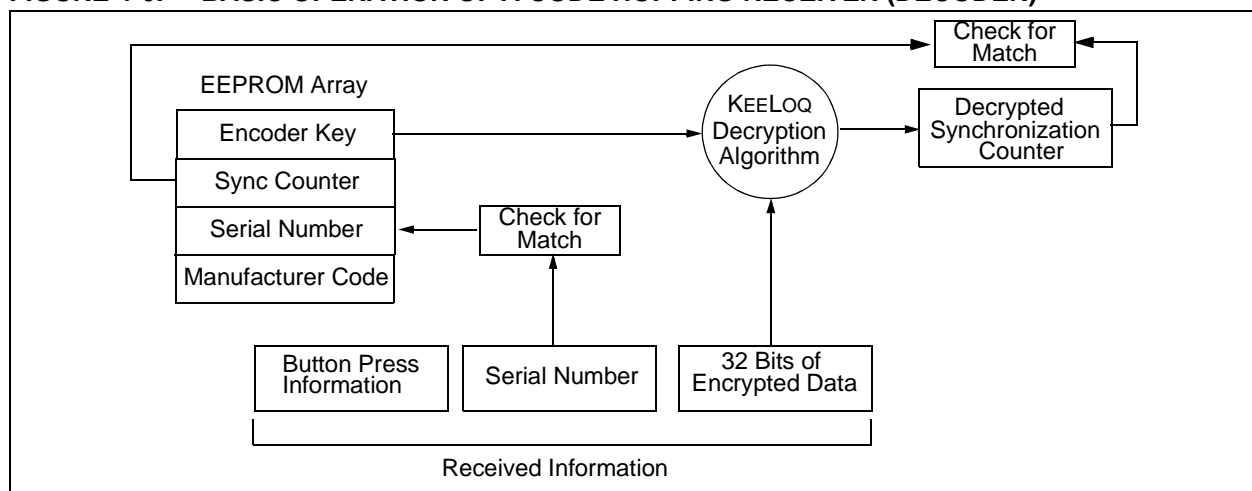 EEPROM Array
Encoder Key
Sync Counter
Serial Number
Manufacturer Code
Check for
Match
KEELOQ
Decryption
Algorithm
Check for
Match
Decrypted
Synchronization
Counter
Button Press
Information
Serial Number
32 Bits of
Encrypted Data
Received Information